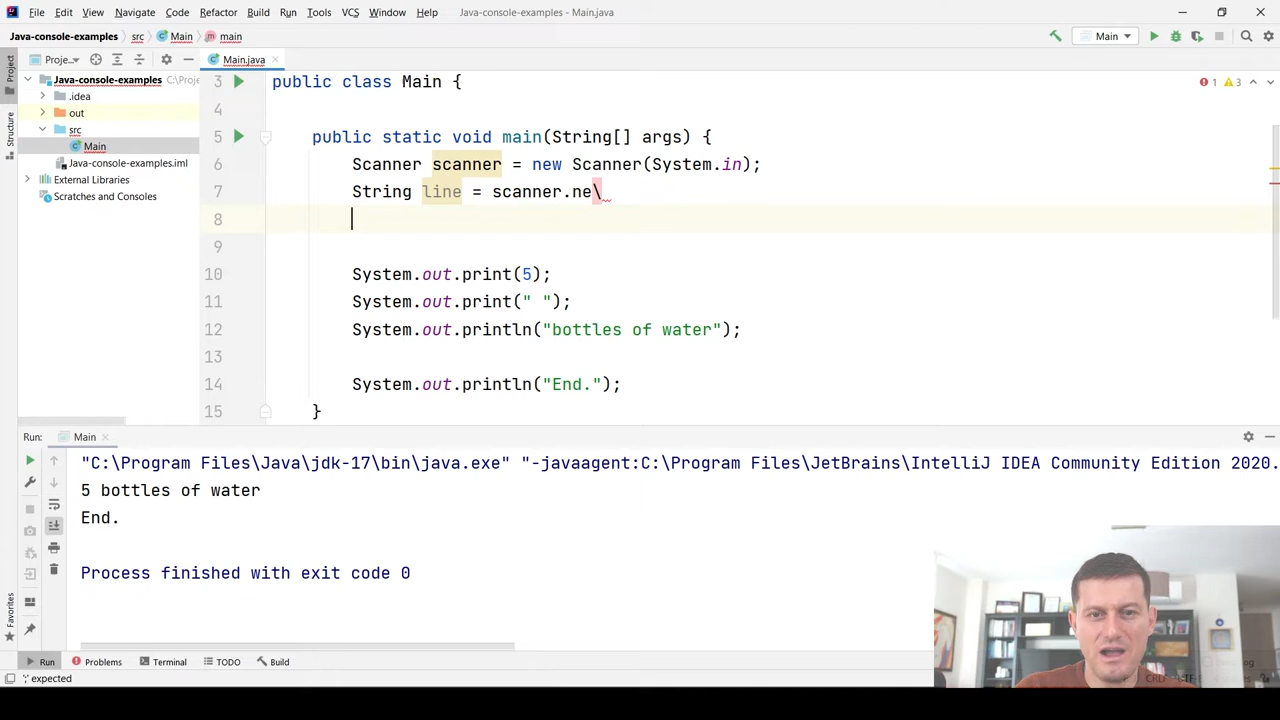 File Edit View Navigate Code Refactor Build Run Tools VCS Window Help Java-console-examples - Main.java
Java-console-examples src Main main Main
Proje... Main.java
Project
Structure
Favorites
Java-console-examples C:\Proje
.idea
out
src
Main
Java-console-examples.iml
External Libraries
Scratches and Consoles
1 3
3 public class Main {
4
5 public static void main(String[] args) {
6 Scanner scanner = new Scanner(System.in);
7 String line = scanner.ne\
8
9
10 System.out.print(5);
11 System.out.print(" ");
12 System.out.println("bottles of water");
13
14 System.out.println("End.");
15 }
Run: Main
"C:\Program Files\Java\jdk-17\bin\java.exe" "-javaagent:C:\Program Files\JetBrains\IntelliJ IDEA Community Edition 2020.
5 bottles of water
End.
Process finished with exit code 0
Run Problems Terminal TODO Build
';' expected